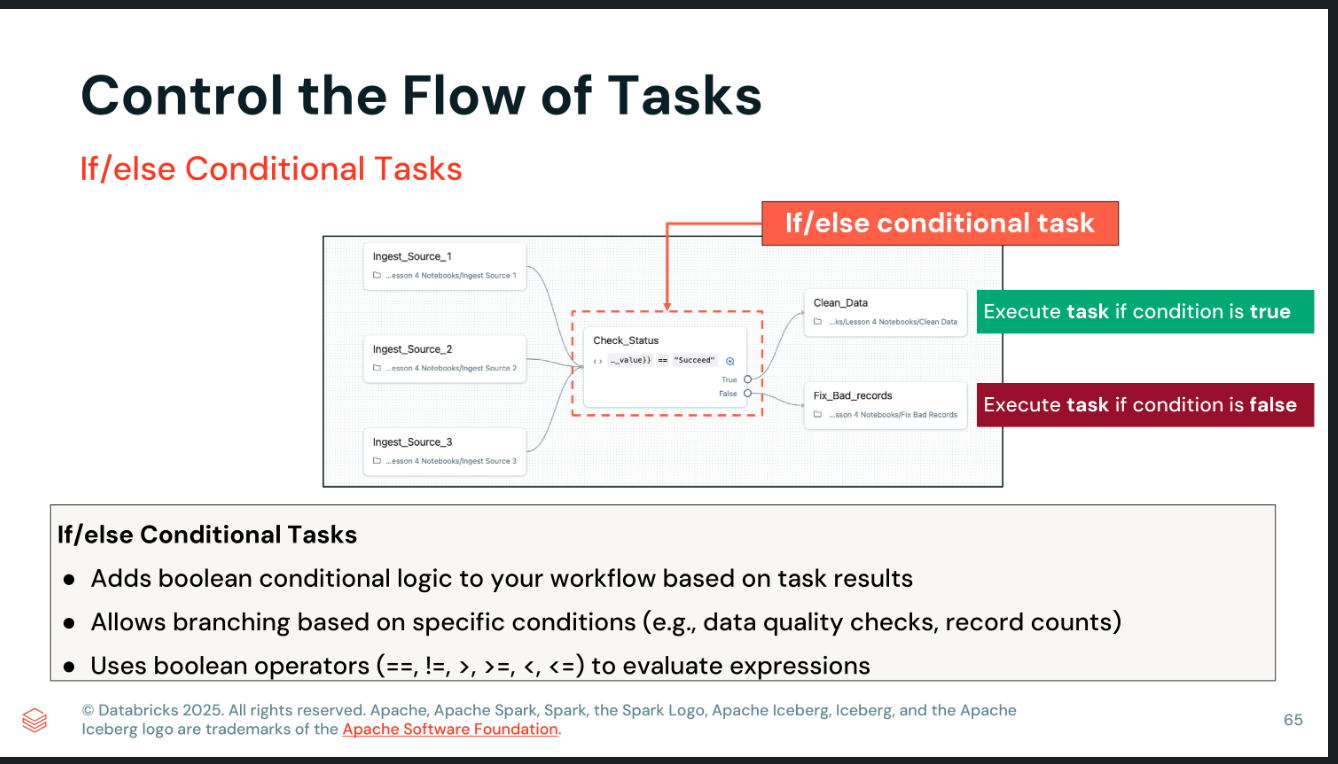 Control the Flow of Tasks
If/else Conditional Tasks
If/else conditional task
Ingest_Source_1
...esson 4 Notebooks/Ingest Source 1
Ingest_Source_2
...esson 4 Notebooks/Ingest Source 2
Ingest_Source_3
...esson 4 Notebooks/Ingest Source 3
Check_Status
..._value}} == "Succeed"
True
False
Clean_Data
...ks/Lesson 4 Notebooks/Clean Data
Fix_Bad_records
...sson 4 Notebooks/Fix Bad Records
Execute task if condition is true
Execute task if condition is false
If/else Conditional Tasks
● Adds boolean conditional logic to your workflow based on task results
● Allows branching based on specific conditions (e.g., data quality checks, record counts)
● Uses boolean operators (==, !=, >, >=, <, <=) to evaluate expressions
© Databricks 2025. All rights reserved. Apache, Apache Spark, Spark, the Spark Logo, Apache Iceberg, Iceberg, and the Apache
Iceberg logo are trademarks of the Apache Software Foundation.
65